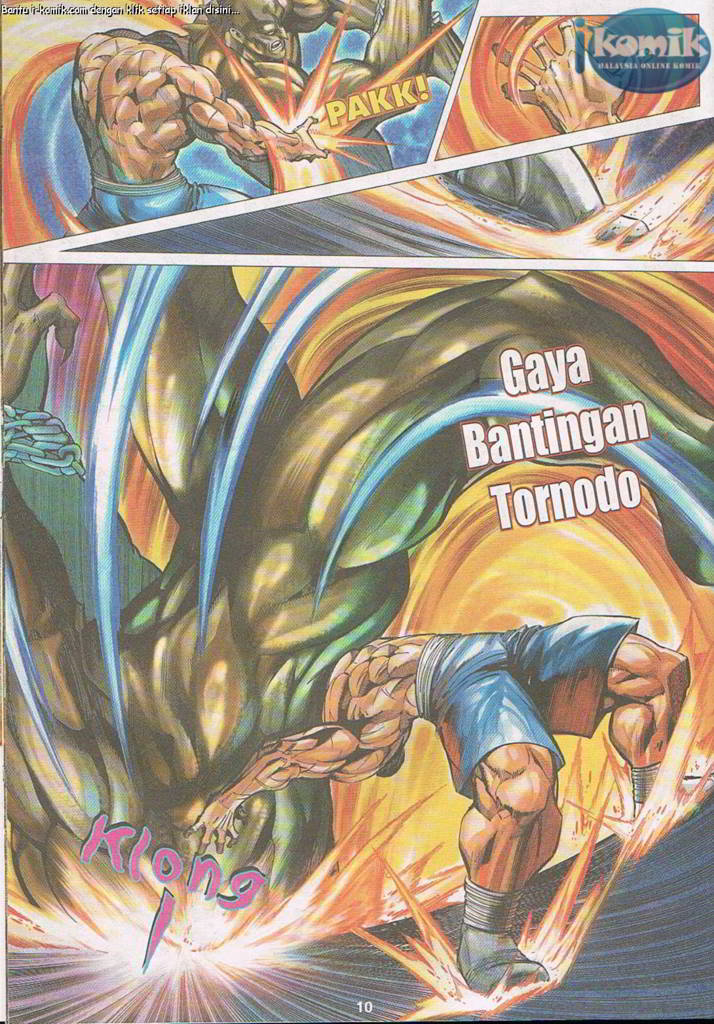 Bantu i-komik.com dengan klik setiap iklan disini...
ikomik
MALAYSIA ONLINE KOMIK
PAKK!
Gaya
Bantingan
Tornodo
Klong!
10